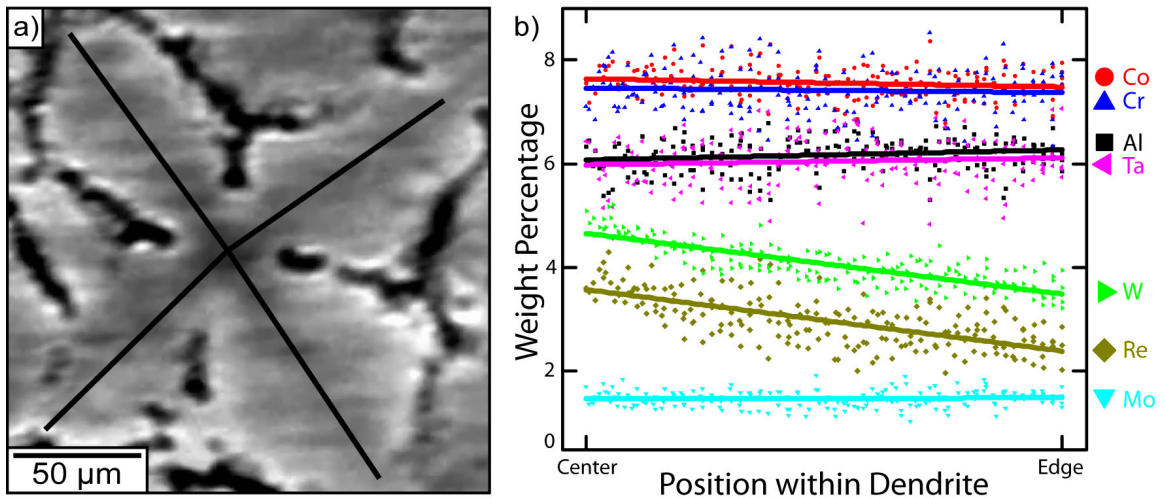 a)
50 µm
b)
Weight Percentage
8
6
4
2
0
Center
Edge
Position within Dendrite
Co
Cr
Al
Ta
W
Re
Mo